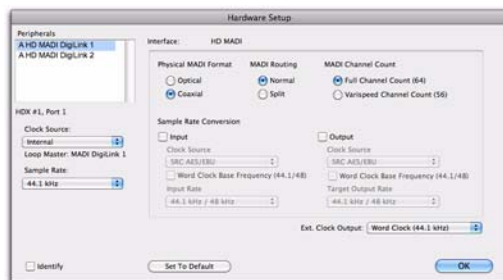 Hardware Setup
Peripherals
A HD MADI DigiLink 1
A HD MADI DigiLink 2
HDX #1, Port 1
Clock Source:
Internal
Loop Master: MADI DigiLink 1
Sample Rate:
44.1 kHz
Identify
Interface: HD MADI
Physical MADI Format
Optical
Coaxial
MADI Routing
Normal
Split
MADI Channel Count
Full Channel Count (64)
Varispeed Channel Count (56)
Sample Rate Conversion
Input
Clock Source
SRC AES/EBU
Word Clock Base Frequency (44.1/48)
Input Rate
44.1 kHz / 48 kHz
Output
Clock Source
SRC AES/EBU
Word Clock Base Frequency (44.1/48)
Target Output Rate
44.1 kHz / 48 kHz
Ext. Clock Output: Word Clock (44.1 kHz)
Set To Default
OK